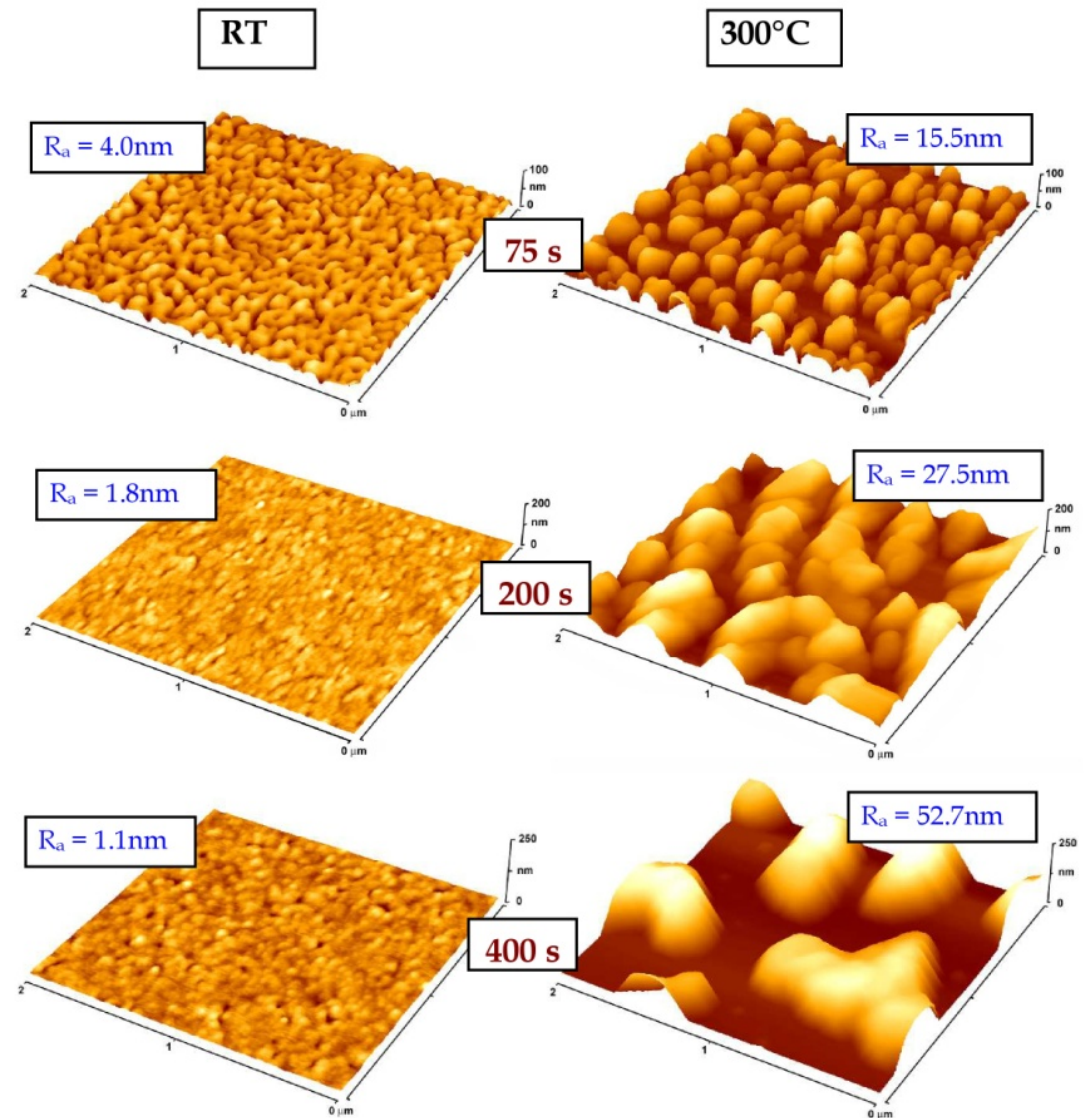 RT
300°C
Rₐ = 4.0nm
100
nm
0
2
1
0 μm
75 s
Rₐ = 15.5nm
100
nm
0
2
1
0 μm
Rₐ = 1.8nm
200
nm
0
2
1
0 μm
200 s
Rₐ = 27.5nm
200
nm
0
2
1
0 μm
Rₐ = 1.1nm
250
nm
0
2
1
0 μm
400 s
Rₐ = 52.7nm
250
nm
0
2
1
0 μm